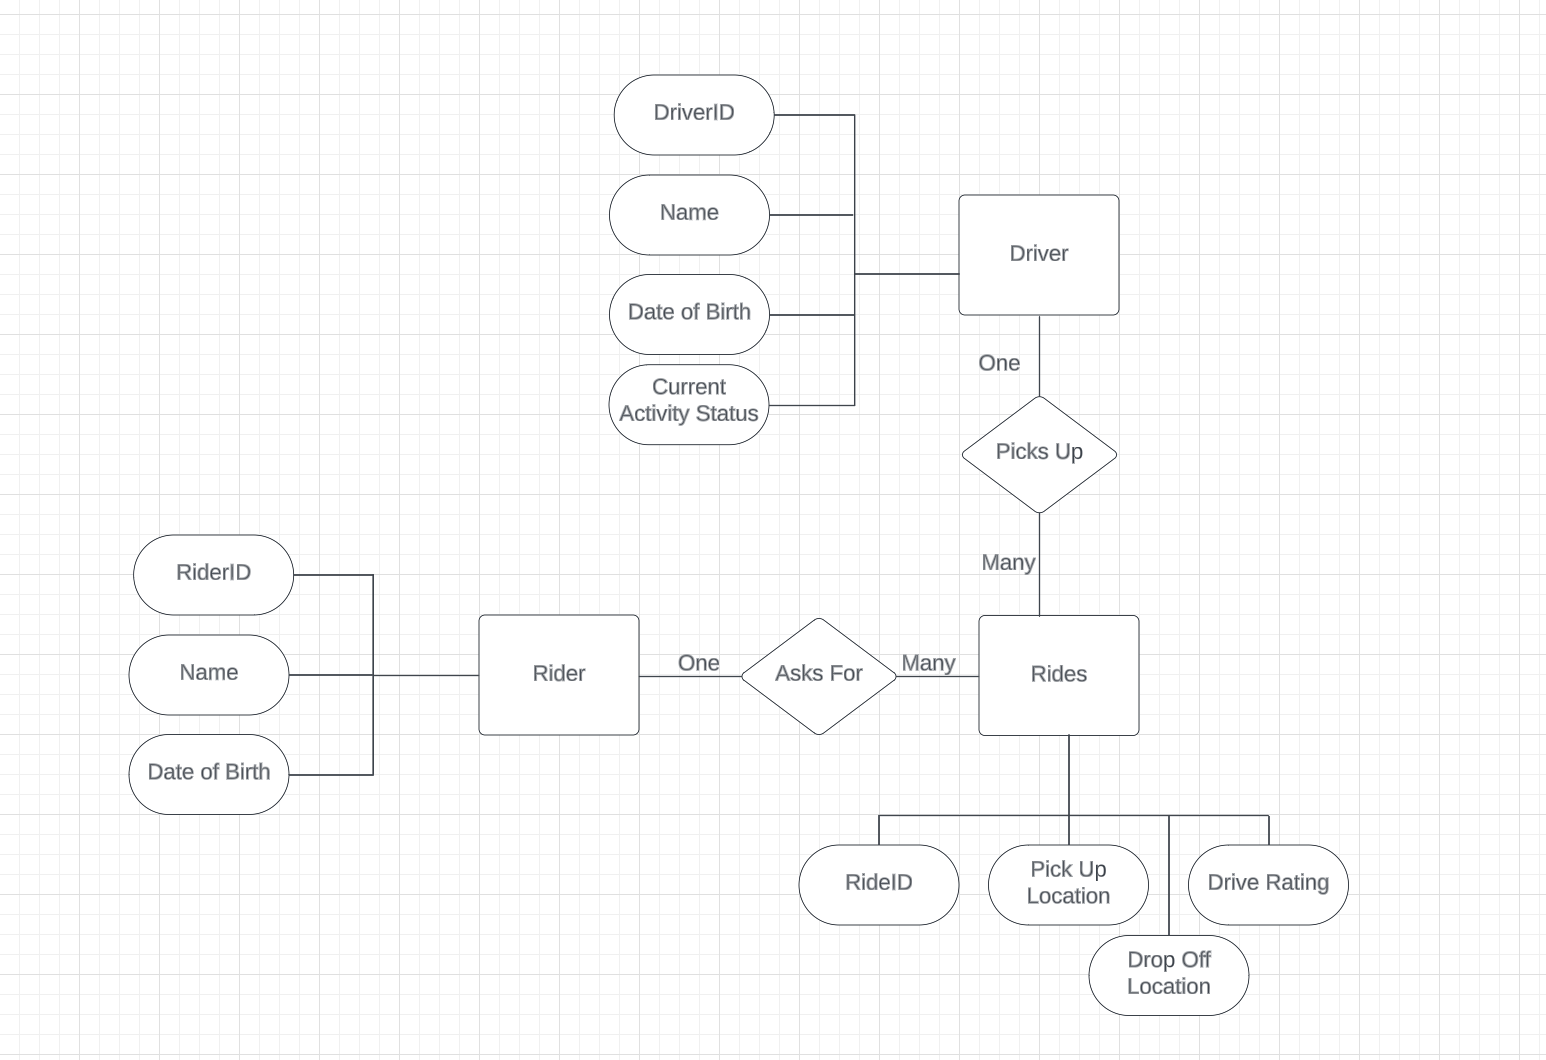 DriverID
Name
Date of Birth
Current
Activity Status
Driver
One
Picks Up
Many
RiderID
Name
Date of Birth
Rider
One
Asks For
Many
Rides
RideID
Pick Up
Location
Drive Rating
Drop Off
Location